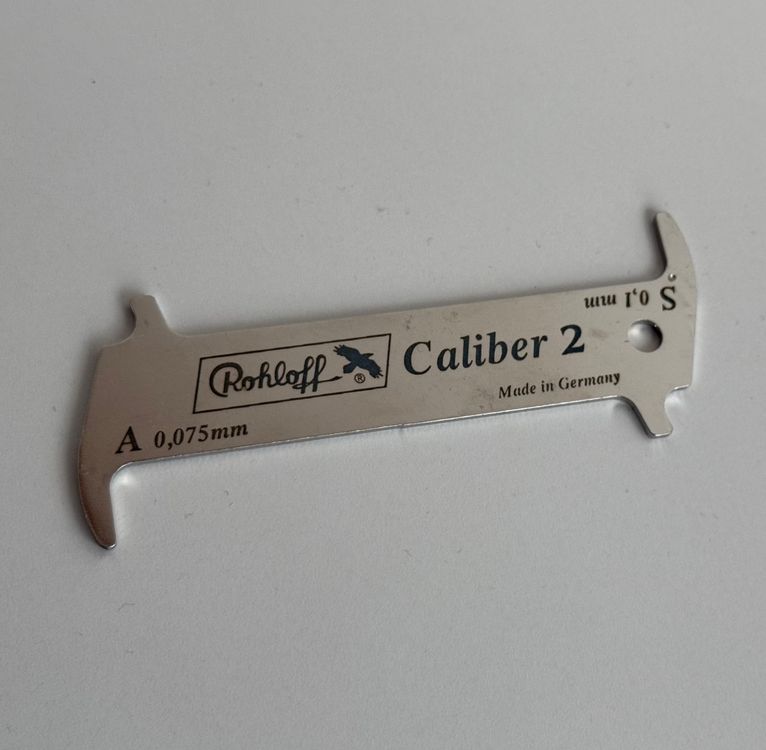 S 0,1 mm
Rohloff ®
Caliber 2
Made in Germany
A 0,075mm